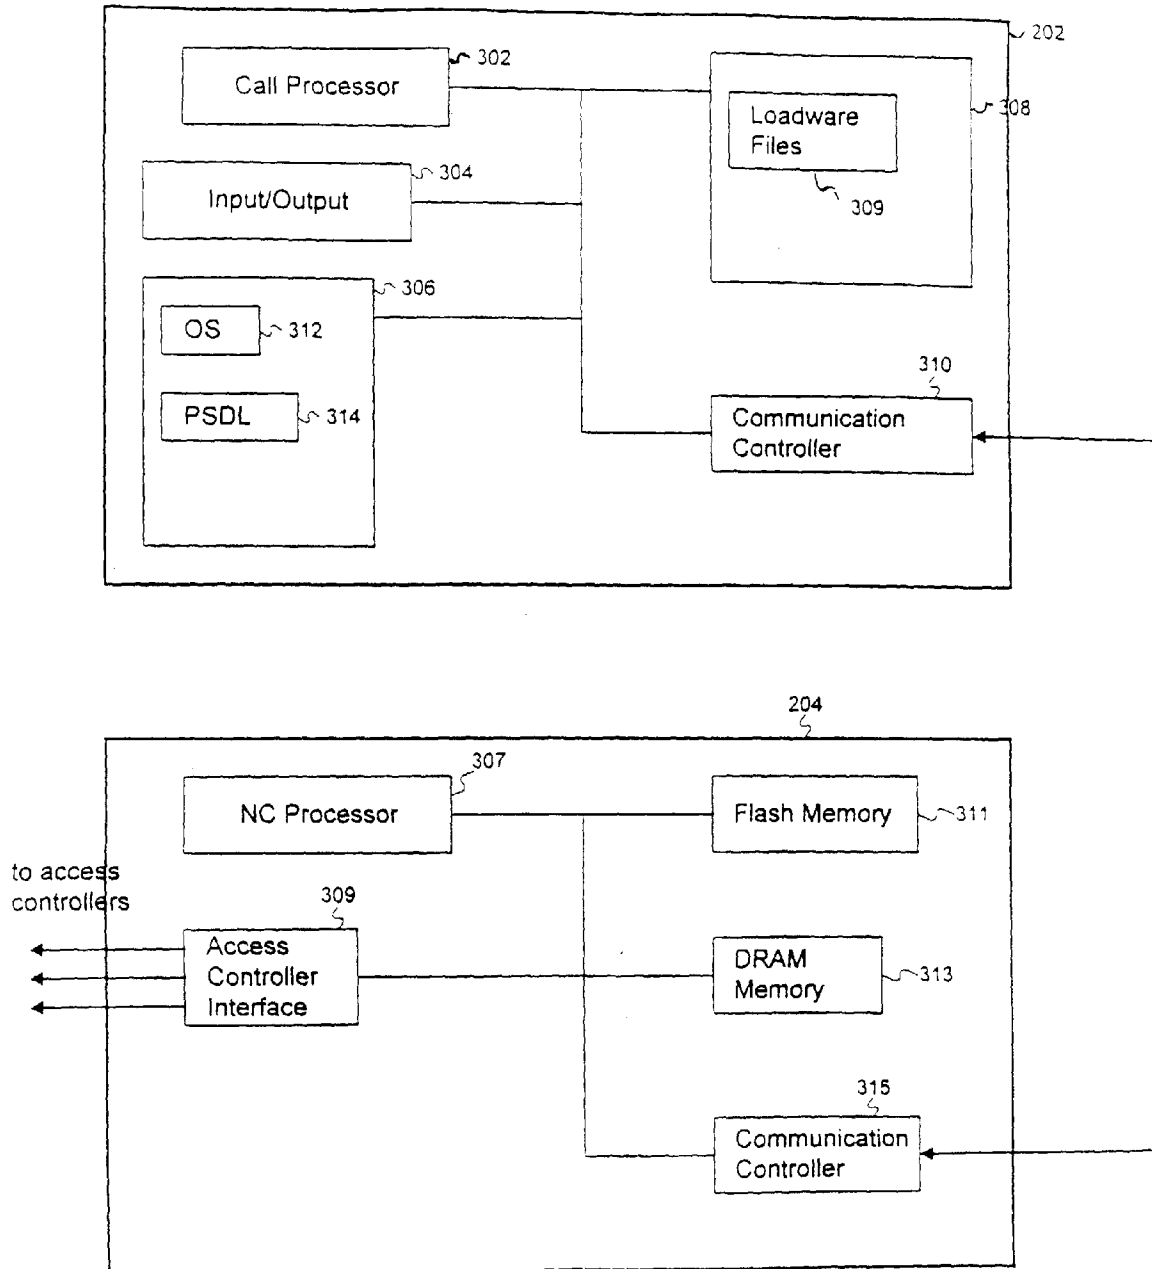 202
302
Call Processor
308
Loadware
Files
304
Input/Output
309
306
OS
312
310
PSDL
314
Communication
Controller
204
307
NC Processor
Flash Memory
311
to access
controllers
309
Access
Controller
Interface
DRAM
Memory
313
315
Communication
Controller